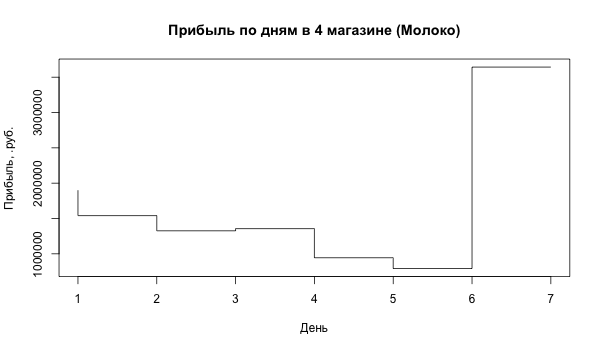 Прибыль по дням в 4 магазине (Молоко)
Прибыль, .руб.
3000000
2000000
1000000
1 2 3 4 5 6 7
День